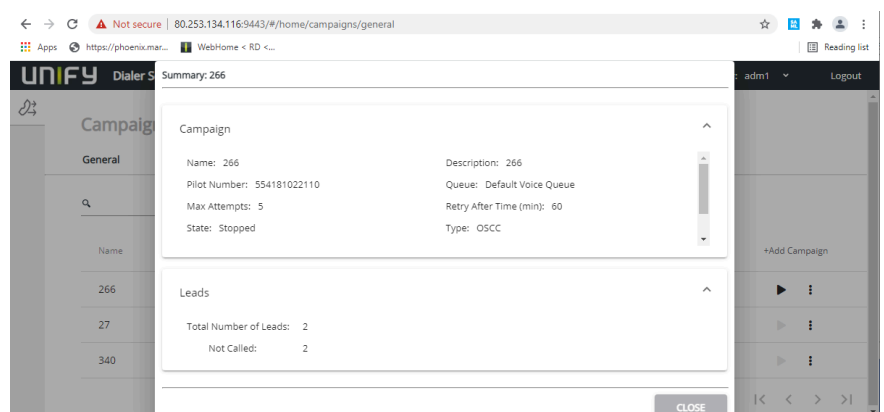 Not secure | 80.253.134.116:9443/#/home/campaigns/general
Apps https://phoenix.mar... WebHome < RD <... Reading list
UNIFY Dialer S : adm1 Logout
Summary: 266
Campaig
General
Campaign
Name: 266 Description: 266
Pilot Number: 554181022110 Queue: Default Voice Queue
Max Attempts: 5 Retry After Time (min): 60
State: Stopped Type: OSCC
Name +Add Campaign
266
27
340
Leads
Total Number of Leads: 2
Not Called: 2
CLOSE